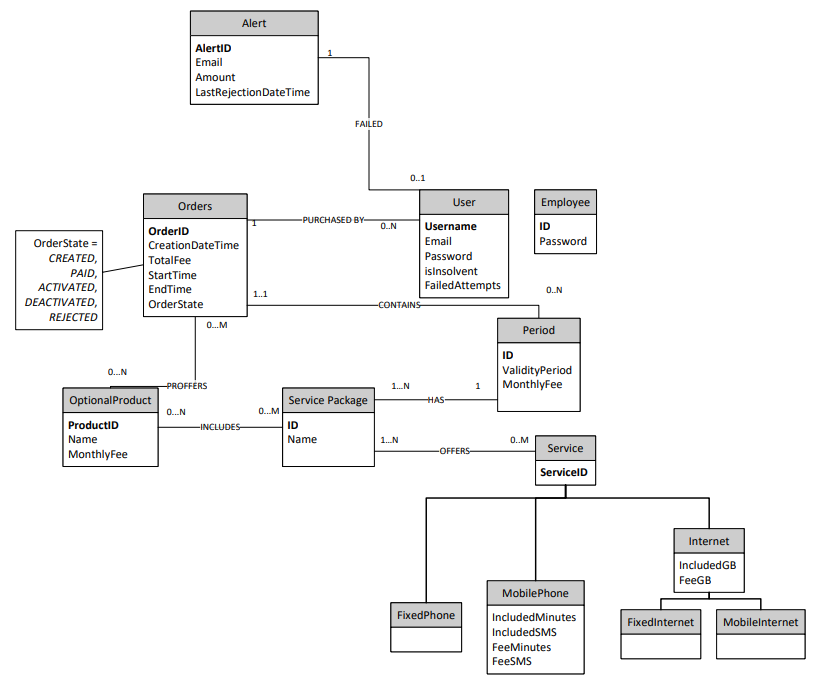 Alert
AlertID
Email
Amount
LastRejectionDateTime
1
FAILED
0..1
Orders
OrderID
CreationDateTime
TotalFee
StartTime
EndTime
OrderState
1
PURCHASED BY
0..N
User
Username
Email
Password
isInsolvent
FailedAttempts
Employee
ID
Password
OrderState =
CREATED,
PAID,
ACTIVATED,
DEACTIVATED,
REJECTED
1..1
CONTAINS
0..N
0...M
Period
ID
ValidityPeriod
MonthlyFee
0...N
PROFFERS
OptionalProduct
ProductID
Name
MonthlyFee
0...N
INCLUDES
0...M
Service Package
ID
Name
1...N
HAS
1
1...N
OFFERS
0..M
Service
ServiceID
Internet
IncludedGB
FeeGB
FixedPhone
MobilePhone
IncludedMinutes
IncludedSMS
FeeMinutes
FeeSMS
FixedInternet
MobileInternet